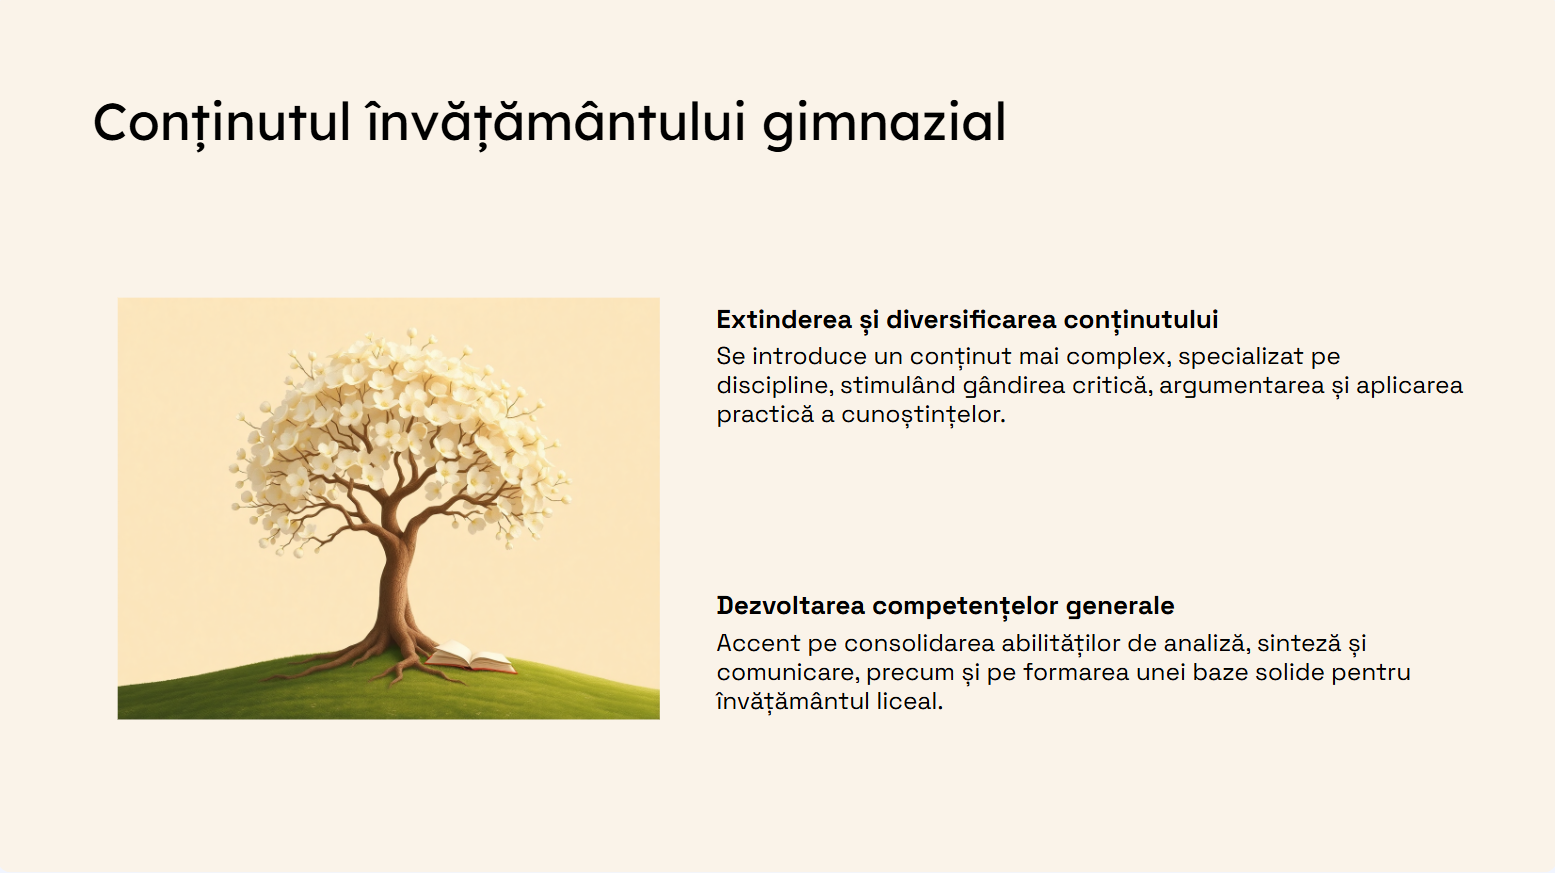 Conținutul învățământului gimnazial
Extinderea și diversificarea conținutului
Se introduce un conținut mai complex, specializat pe
discipline, stimulând gândirea critică, argumentarea și aplicarea
practică a cunoștințelor.
Dezvoltarea competențelor generale
Accent pe consolidarea abilităților de analiză, sinteză și
comunicare, precum și pe formarea unei baze solide pentru
învățământul liceal.